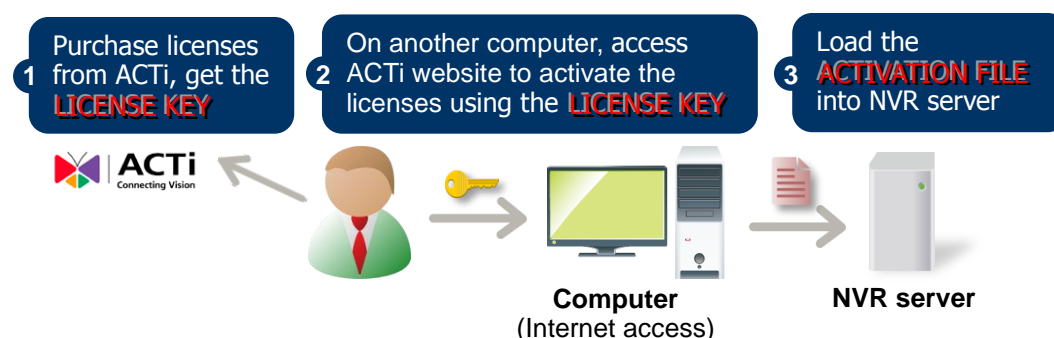 1
Purchase licenses
from ACTi, get the
LICENSE KEY
2
On another computer, access
ACTi website to activate the
licenses using the LICENSE KEY
3
Load the
ACTIVATION FILE
into NVR server
ACTi
Connecting Vision
Computer
(Internet access)
NVR server